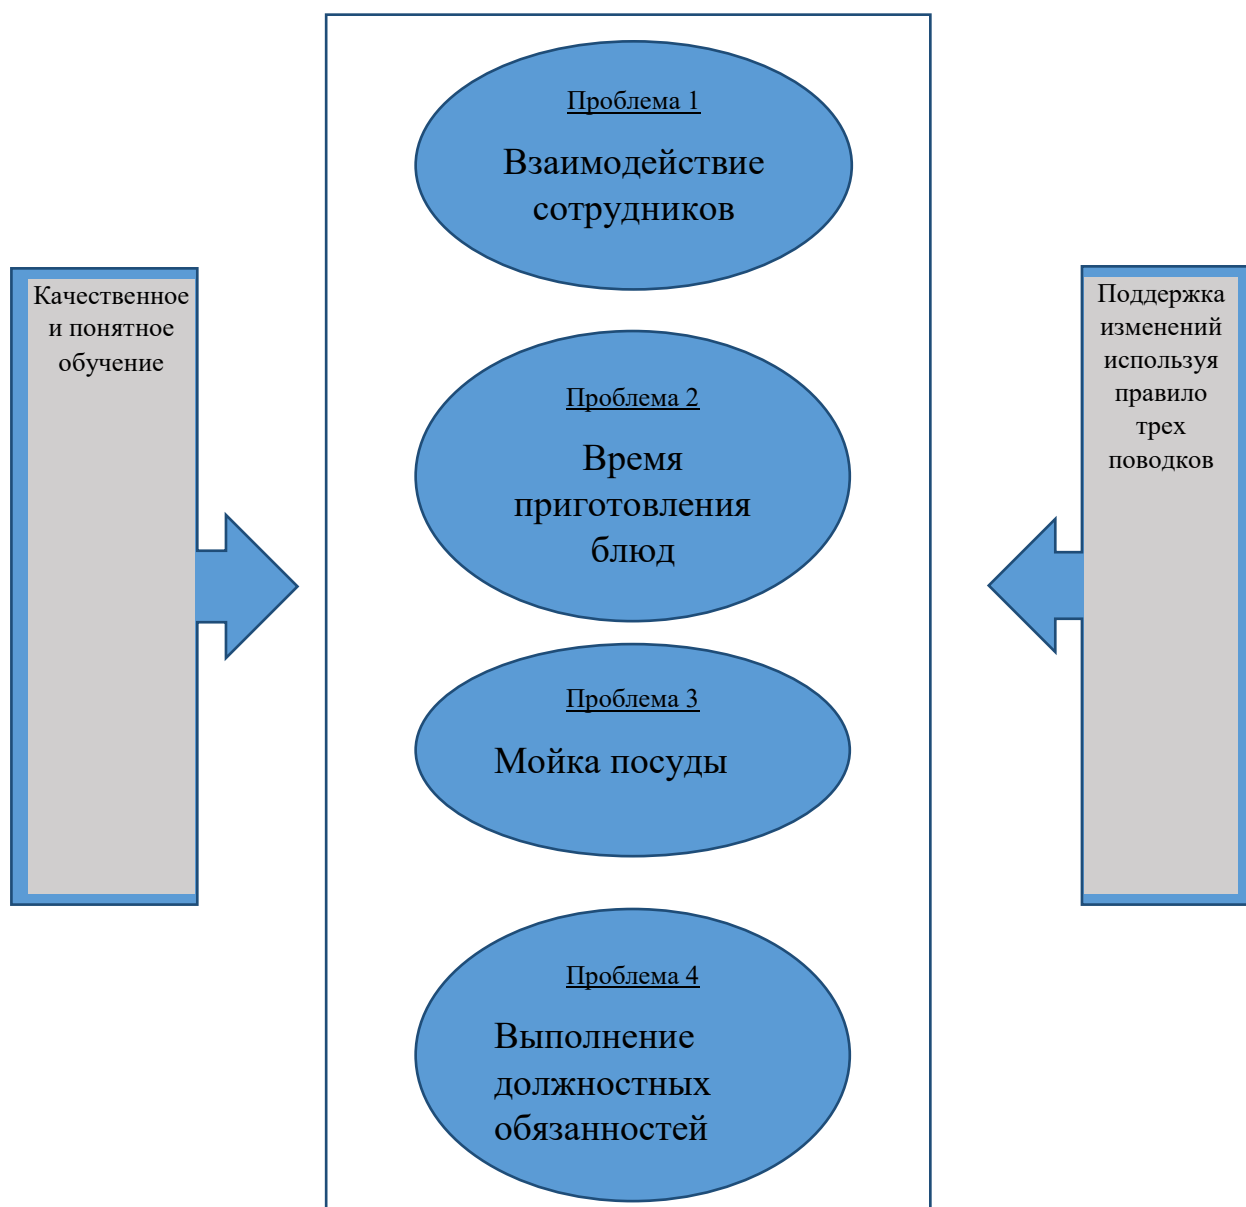 Проблема 1
Взаимодействие
сотрудников
Качественное
и понятное
обучение
Проблема 2
Время
приготовления
блюд
Поддержка
изменений
используя
правило
трех
поводков
Проблема 3
Мойка посуды
Проблема 4
Выполнение
должностных
обязанностей